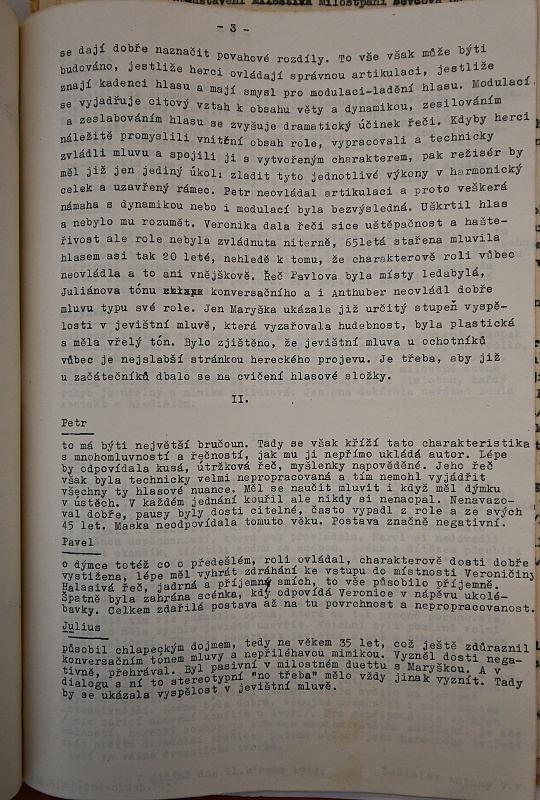 - 3 -
se dají dobře naznačit povahové rozdíly. To vše však může býti
budováno, jestliže herci ovládají správnou artikulaci, jestliže
znají kadenci hlasu a mají smysl pro modulaci-ladění hlasu. Modulací
se vyjadřuje citový vztah k obsahu věty a dynamikou, zesilováním
a zeslabováním hlasu se zvyšuje dramatický účinek řeči. Kdyby herci
náležitě promyslili vnitřní obsah role, vypracovali a technicky
zvládli mluvu a spojili ji s vytvořeným charakterem, pak režisér by
měl již jen jediný úkol: zladit tyto jednotlivé výkony v harmonický
celek a uzavřený rámec. Petr neovládal artikulaci a proto veškerá
námaha s dynamikou nebo i modulací byla bezvýsledná. Uškrtil hlas
a nebylo mu rozumět. Veronika dala řeči sice uštěpačnost a haště-
řivost ale role nebyla zvládnuta niterně, 65letá stařena mluvila
hlasem asi tak 20 leté, nehledě k tomu, že charakterově roli vůbec
neovládla a to ani vnějškově. Řeč Pavlova byla místy ledabylá,
Juliánova tónu konversačního a i Anthuber neovládl dobře
mluvu typu své role. Jen Maryška ukázala již určitý stupeň vyspě-
losti v jevištní mluvě, která vyzařovala hudebnost, byla plastická
a měla vřelý tón. Bylo zjištěno, že jevištní mluva u ochotníků
vůbec je nejslabší stránkou hereckého projevu. Je třeba, aby již
u začátečníků dbalo se na cvičení hlasové složky.
II.
Petr
to má býti největší bručoun. Tady se však kříží tato charakteristika
s mnohomluvností a řečností, jak mu ji nepřímo ukládá autor. Lépe
by odpovídala kusá, útržková řeč, myšlenky napověděné. Jeho řeč
však byla technicky velmi nepropracovaná a tím nemohl vyjádřit
všechny ty hlasové nuance. Měl se naučit mluvit i když měl dýmku
v ústech. V každém jednání kouřil ale nikdy si nenacpal. Nenavazo-
val dobře, pausy byly dosti citelné, často vypadl z role a ze svých
45 let. Maska neodpovídala tomuto věku. Postava značně negativní.
Pavel
o dýmce totéž co o předešlém, roli ovládal, charakterově dosti dobře
vystižena, lépe měl vyhrát zdráhání ke vstupu do místnosti Veroničiny
Halasivá řeč, jadrná a příjemný smích, to vše působilo příjemně.
Špatně byla zahrána scénka, kdy odpovídá Veronice v nápěvu ukolé-
bavky. Celkem zdařilá postava až na tu povrchnost a nepropracovanost.
Julius
působil chlapeckým dojmem, tedy ne věkem 35 let, což ještě zdůraznil
konversačním tonem mluvy a nepřiléhavou mimikou. Vyzněl dosti nega-
tivně, přehrával. Byl pasivní v milostném duettu s Maryškou. A v
dialogu s ní to stereotypní "no třeba" mělo vždy jinak vyznít. Tady
by se ukázala vyspělost v jevištní mluvě.